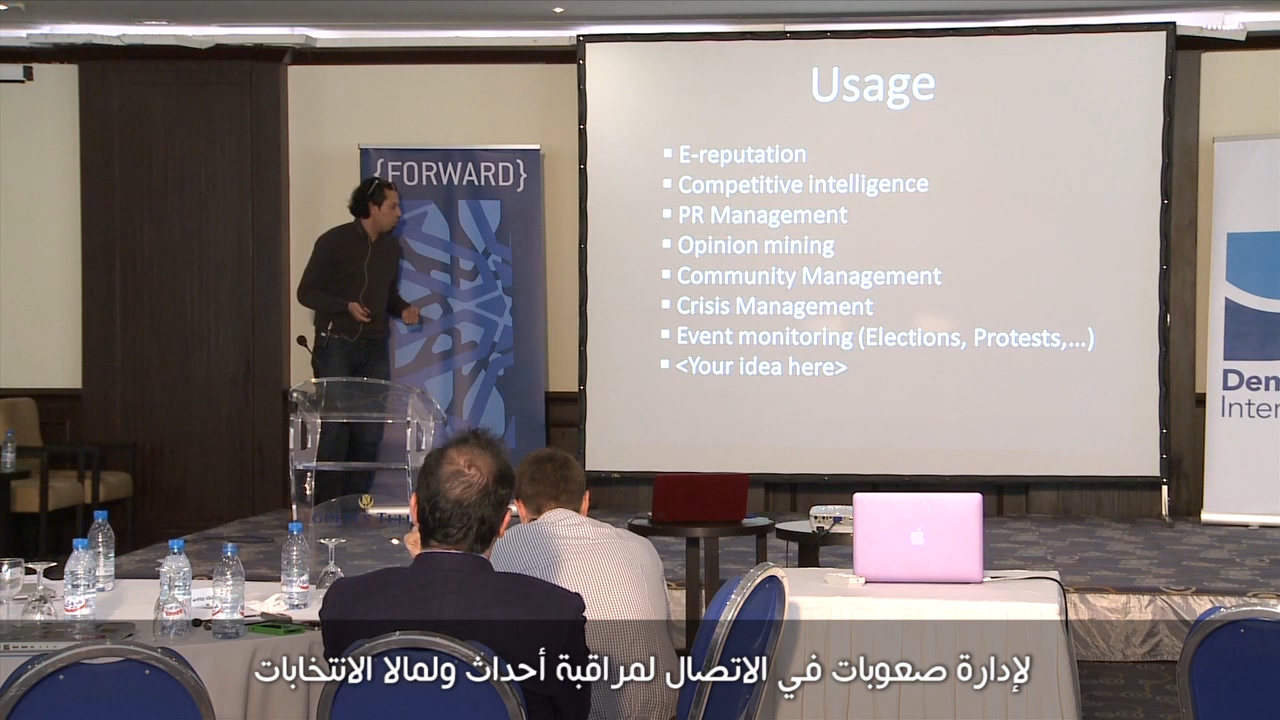 {FORWARD}
Usage
E-reputation
Competitive intelligence
PR Management
Opinion mining
Community Management
Crisis Management
Event monitoring (Elections, Protests,...)
<Your idea here>
Dem
Inter
لإدارة صعوبات في الاتصال لمراقبة أحداث ولمالا الانتخابات